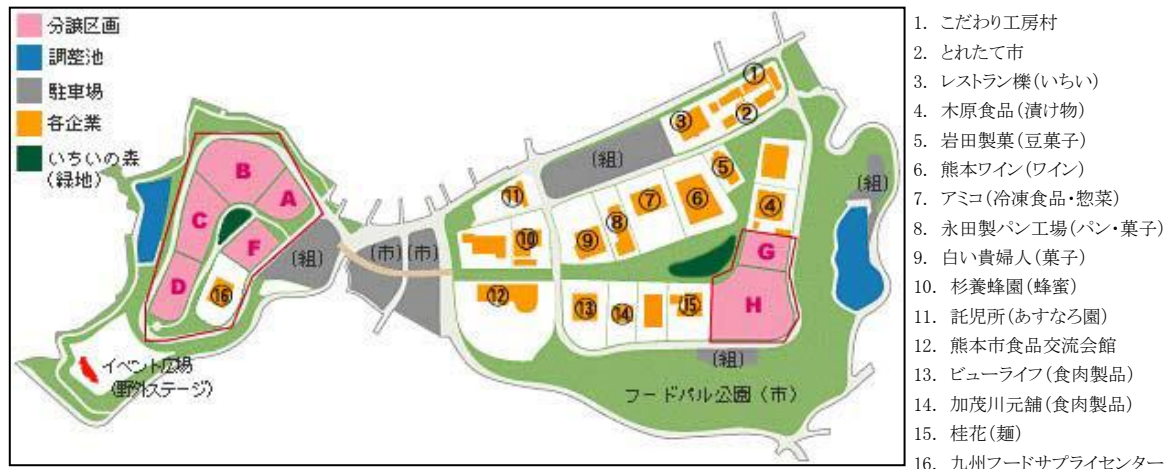 分譲区画
調整池
駐車場
各企業
いちいの森
(緑地)
B
A
C
F
D
⑯
(組)
(市)
(市)
イベント広場
(野外ステージ)
①
②
③
(組)
⑤
⑪
⑦
⑥
④
(組)
⑧
⑨
⑩
G
⑫
⑬
⑭
⑮
H
(組)
フードパル公園(市)
1. こだわり工房村
2. とれたて市
3. レストラン櫟(いちい)
4. 木原食品(漬け物)
5. 岩田製菓(豆菓子)
6. 熊本ワイン(ワイン)
7. アミコ(冷凍食品・惣菜)
8. 永田製パン工場(パン・菓子)
9. 白い貴婦人(菓子)
10. 杉養蜂園(蜂蜜)
11. 託児所(あすなろ園)
12. 熊本市食品交流会館
13. ビューライフ(食肉製品)
14. 加茂川元舗(食肉製品)
15. 桂花(麺)
16. 九州フードサプライセンター